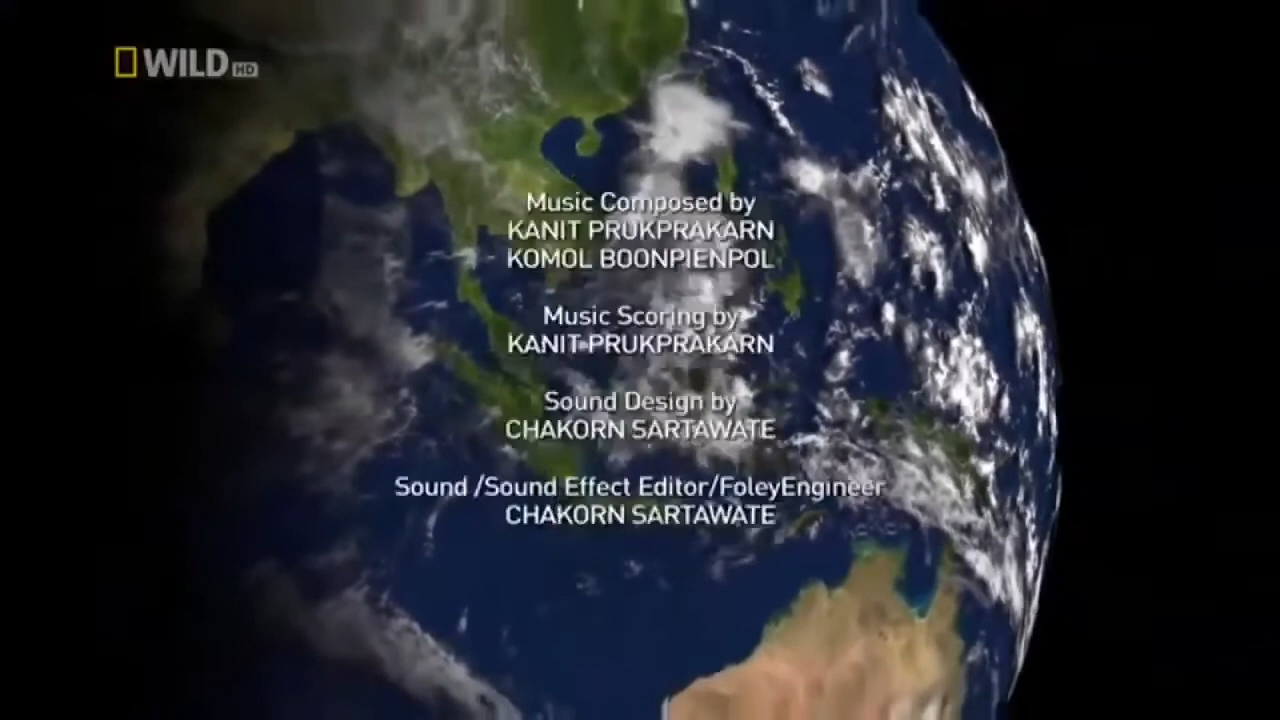 WILD HD
Music Composed by
KANIT PRUKPRAKARN
KOMOL BOONPIENPOL
Music Scoring by
KANIT PRUKPRAKARN
Sound Design by
CHAKORN SARTAWATE
Sound /Sound Effect Editor/FoleyEngineer
CHAKORN SARTAWATE